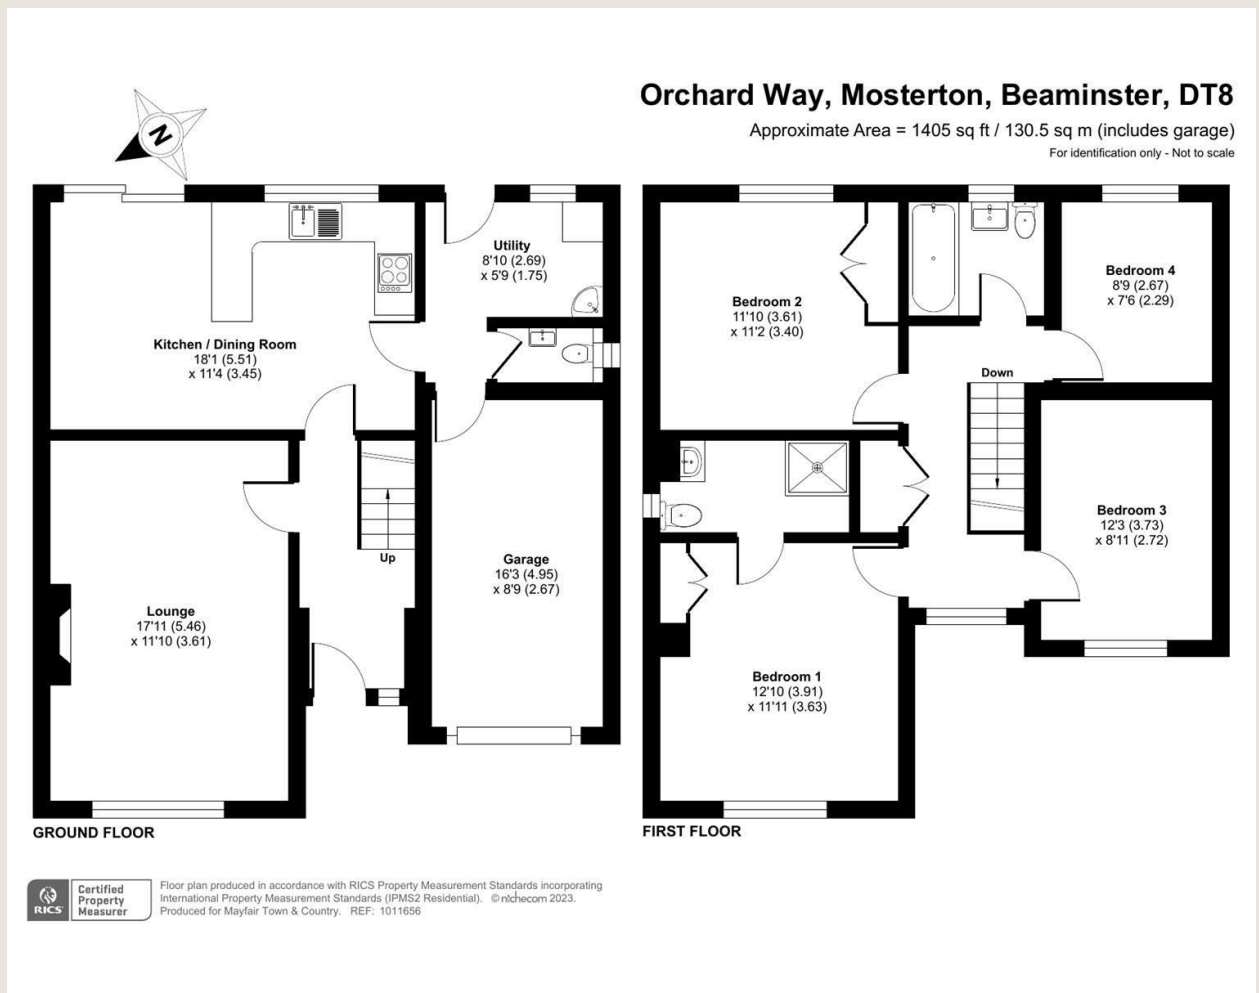 Orchard Way, Mosterton, Beaminster, DT8
Approximate Area = 1405 sq ft / 130.5 sq m (includes garage)
For identification only - Not to scale
N
Utility
8'10 (2.69)
x 5'9 (1.75)
Kitchen / Dining Room
18'1 (5.51)
x 11'4 (3.45)
Up
Garage
16'3 (4.95)
x 8'9 (2.67)
Lounge
17'11 (5.46)
x 11'10 (3.61)
GROUND FLOOR
Bedroom 2
11'10 (3.61)
x 11'2 (3.40)
Bedroom 4
8'9 (2.67)
x 7'6 (2.29)
Down
Bedroom 3
12'3 (3.73)
x 8'11 (2.72)
Bedroom 1
12'10 (3.91)
x 11'11 (3.63)
FIRST FLOOR
RICS
Certified
Property
Measurer
Floor plan produced in accordance with RICS Property Measurement Standards incorporating
International Property Measurement Standards (IPMS2 Residential). © nichecom 2023.
Produced for Mayfair Town & Country. REF: 1011656